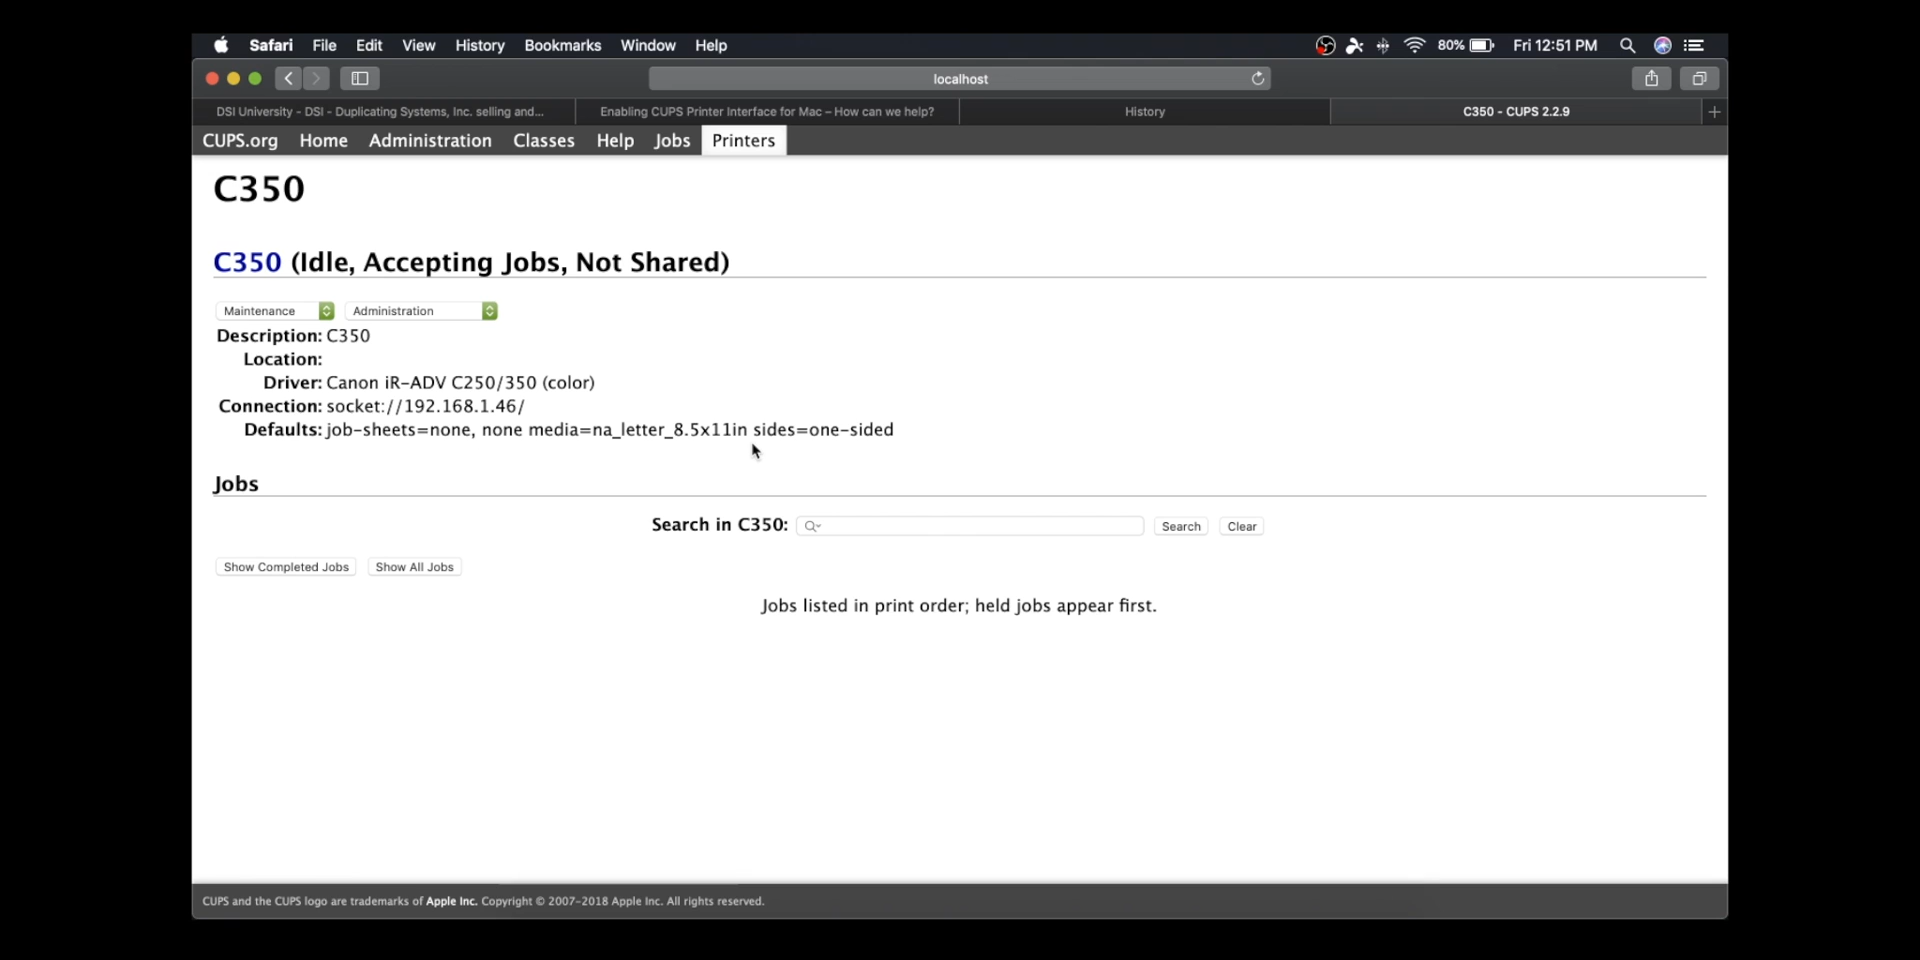 Safari File Edit View History Bookmarks Window Help 80% Fri 12:51 PM
localhost
DSI University - DSI - Duplicating Systems, Inc. selling and... Enabling CUPS Printer Interface for Mac – How can we help? History C350 - CUPS 2.2.9
CUPS.org Home Administration Classes Help Jobs Printers
C350
C350 (Idle, Accepting Jobs, Not Shared)
Maintenance Administration
Description: C350
Location:
Driver: Canon iR-ADV C250/350 (color)
Connection: socket://192.168.1.46/
Defaults: job-sheets=none, none media=na_letter_8.5x11in sides=one-sided
Jobs
Search in C350: Search Clear
Show Completed Jobs Show All Jobs
Jobs listed in print order; held jobs appear first.
CUPS and the CUPS logo are trademarks of Apple Inc. Copyright © 2007-2018 Apple Inc. All rights reserved.